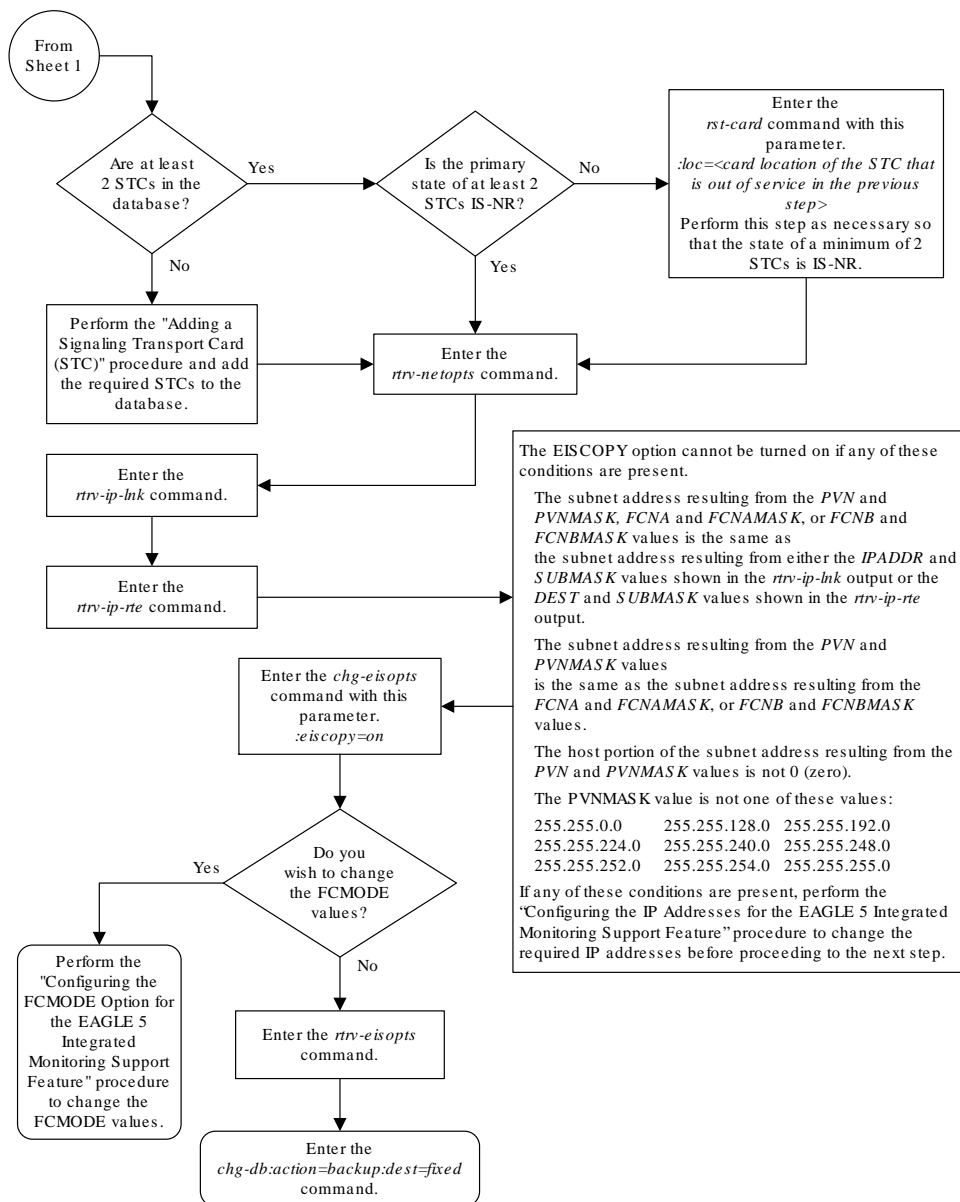 From
Sheet 1
Are at least
2 STCs in the
database?
Yes
No
Is the primary
state of at least 2
STCs IS-NR?
No
Yes
Enter the
rst-card command with this
parameter.
:loc=<card location of the STC that
is out of service in the previous
step>
Perform this step as necessary so
that the state of a minimum of 2
STCs is IS-NR.
Perform the "Adding a
Signaling Transport Card
(STC)" procedure and add
the required STCs to the
database.
Enter the
rtrv-netopts command.
Enter the
rtrv-ip-lnk command.
Enter the
rtrv-ip-rte command.
The EISCOPY option cannot be turned on if any of these
conditions are present.
The subnet address resulting from the PVN and
PVNMASK, FCNA and FCNAMASK, or FCNB and
FCNBMASK values is the same as
the subnet address resulting from either the IPADDR and
SUBMASK values shown in the rtrv-ip-lnk output or the
DEST and SUBMASK values shown in the rtrv-ip-rte
output.
The subnet address resulting from the PVN and
PVNMASK values
is the same as the subnet address resulting from the
FCNA and FCNAMASK, or FCNB and FCNBMASK
values.
The host portion of the subnet address resulting from the
PVN and PVNMASK values is not 0 (zero).
The PVNMASK value is not one of these values:
255.255.0.0 255.255.128.0 255.255.192.0
255.255.224.0 255.255.240.0 255.255.248.0
255.255.252.0 255.255.254.0 255.255.255.0
If any of these conditions are present, perform the
“Configuring the IP Addresses for the EAGLE 5 Integrated
Monitoring Support Feature” procedure to change the
required IP addresses before proceeding to the next step.
Enter the chg-eisopts
command with this
parameter.
:eiscopy=on
Do you
wish to change
the FCMODE
values?
Yes
No
Perform the
"Configuring the
FCMODE Option for
the EAGLE 5
Integrated
Monitoring Support
Feature" procedure
to change the
FCMODE values.
Enter the rtrv-eisopts
command.
Enter the
chg-db:action=backup:dest=fixed
command.